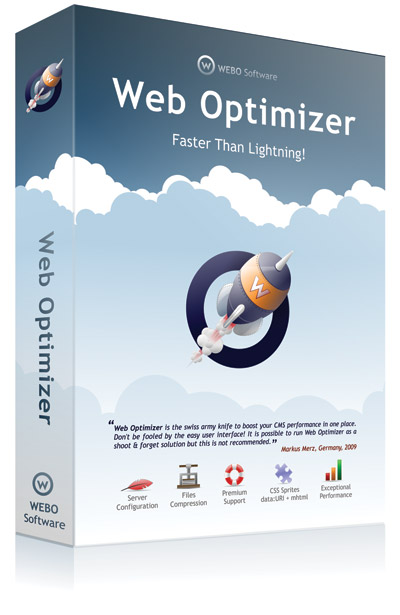 W WEBO Software
Web Optimizer
Faster Than Lightning!
W
“Web Optimizer is the swiss army knife to boost your CMS performance in one place.
Don't be fooled by the easy user interface! It is possible to run Web Optimizer as a
shoot & forget solution but this is not recommended.”
Markus Merz, Germany, 2009
Server
Configuration
Files
Compression
Premium
Support
CSS Sprites
data:URI + mhtml
Exceptional
Performance
Web Optimizer
W
WEBO
Software